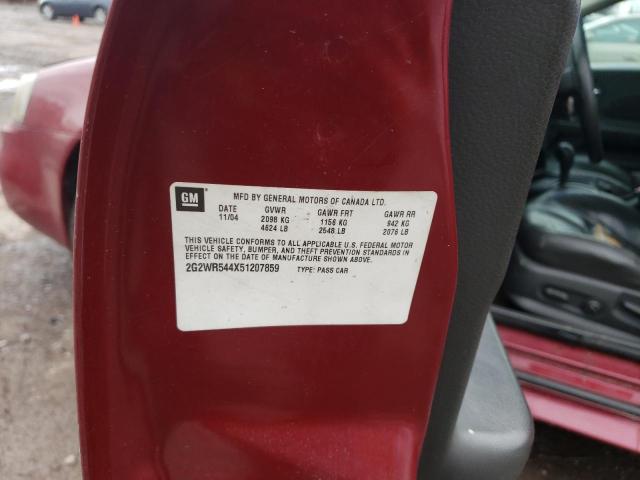 GM
MFD BY GENERAL MOTORS OF CANADA LTD.
DATE GVWR GAWR FRT GAWR RR
11/04 2098 KG 1156 KG 942 KG
4624 LB 2548 LB 2076 LB
THIS VEHICLE CONFORMS TO ALL APPLICABLE U.S. FEDERAL MOTOR
VEHICLE SAFETY, BUMPER, AND THEFT PREVENTION STANDARDS IN
EFFECT ON THE DATE OF MANUFACTURE SHOWN ABOVE.
2G2WR544X51207859 TYPE: PASS CAR